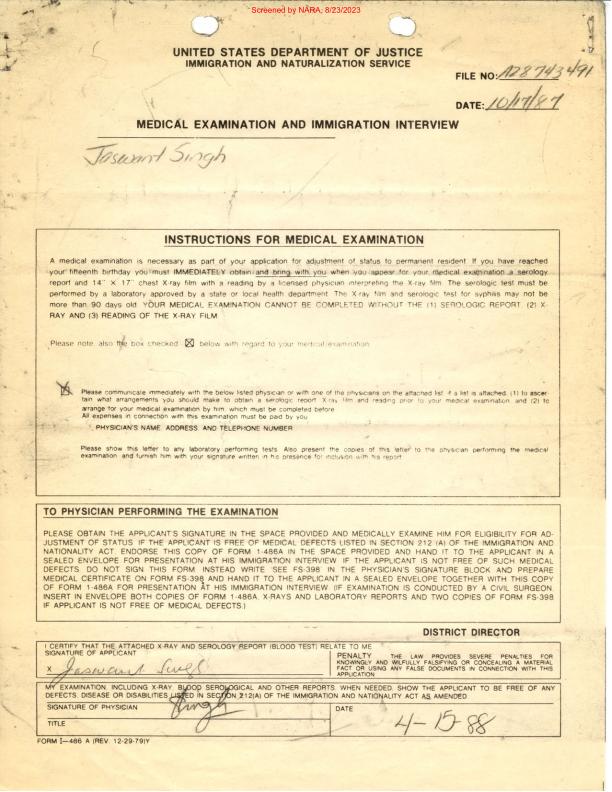 Screened by NARA, 8/23/2023
UNITED STATES DEPARTMENT OF JUSTICE
IMMIGRATION AND NATURALIZATION SERVICE
FILE NO: A28743491
DATE: 10/17/87
MEDICAL EXAMINATION AND IMMIGRATION INTERVIEW
Jaswant Singh
INSTRUCTIONS FOR MEDICAL EXAMINATION
A medical examination is necessary as part of your application for adjustment of status to permanent resident. If you have reached
your fifteenth birthday you must IMMEDIATELY obtain and bring with you when you appear for your medical examination a serology
report and 14" X 17" chest X-Ray film with a reading by a licensed physician interpreting the X-ray film. The serologic test must be
performed by a laboratory approved by a state or local health department. The X-ray film and serologic test for syphilis may not be
more than 90 days old. YOUR MEDICAL EXAMINATION CANNOT BE COMPLETED WITHOUT THE (1) SEROLOGIC REPORT, (2) X-
RAY AND (3) READING OF THE X-RAY FILM.
Please note, also the box checked ☒ below with regard to your medical examination.
☒ Please communicate immediately with the below listed physician or with one of the physicians on the attached list, if a list is attached, (1) to ascer-
tain what arrangements you should make to obtain a serologic report, X-ray film and reading prior to your medical examination, and (2) to
arrange for your medical examination by him, which must be completed before
All expenses in connection with this examination must be paid by you.
PHYSICIAN'S NAME, ADDRESS, AND TELEPHONE NUMBER
Please show this letter to any laboratory performing tests. Also present the copies of this letter to the physician performing the medical
examination and furnish him with your signature written in his presence for inclusion with his report.
TO PHYSICIAN PERFORMING THE EXAMINATION
PLEASE OBTAIN THE APPLICANT'S SIGNATURE IN THE SPACE PROVIDED AND MEDICALLY EXAMINE HIM FOR ELIGIBILITY FOR AD-
JUSTMENT OF STATUS. IF THE APPLICANT IS FREE OF MEDICAL DEFECTS LISTED IN SECTION 212 (A) OF THE IMMIGRATION AND
NATIONALITY ACT, ENDORSE THIS COPY OF FORM I-486A IN THE SPACE PROVIDED AND HAND IT TO THE APPLICANT IN A
SEALED ENVELOPE FOR PRESENTATION AT HIS IMMIGRATION INTERVIEW. IF THE APPLICANT IS NOT FREE OF SUCH MEDICAL
DEFECTS, DO NOT SIGN THIS FORM. INSTEAD WRITE "SEE FS-398" IN THE PHYSICIAN'S SIGNATURE BLOCK AND PREPARE
MEDICAL CERTIFICATE ON FORM FS-398 AND HAND IT TO THE APPLICANT IN A SEALED ENVELOPE TOGETHER WITH THIS COPY
OF FORM I-486A FOR PRESENTATION AT HIS IMMIGRATION INTERVIEW. (IF EXAMINATION IS CONDUCTED BY A CIVIL SURGEON,
INSERT IN ENVELOPE BOTH COPIES OF FORM I-486A, X-RAYS AND LABORATORY REPORTS AND TWO COPIES OF FORM FS-398
IF APPLICANT IS NOT FREE OF MEDICAL DEFECTS.)
DISTRICT DIRECTOR
I CERTIFY THAT THE ATTACHED X-RAY AND SEROLOGY REPORT (BLOOD TEST) RELATE TO ME
SIGNATURE OF APPLICANT
X Jaswant Singh
PENALTY THE LAW PROVIDES SEVERE PENALTIES FOR
KNOWINGLY AND WILFULLY FALSIFYING OR CONCEALING A MATERIAL
FACT OR USING ANY FALSE DOCUMENTS IN CONNECTION WITH THIS
APPLICATION
MY EXAMINATION, INCLUDING X-RAY, BLOOD SEROLOGICAL AND OTHER REPORTS, WHEN NEEDED, SHOW THE APPLICANT TO BE FREE OF ANY
DEFECTS, DISEASE OR DISABLITIES LISTED IN SECTION 212(A) OF THE IMMIGRATION AND NATIONALITY ACT AS AMENDED
SIGNATURE OF PHYSICIAN
Singh
DATE
4-15-88
TITLE
FORM I—486 A (REV. 12-29-79)Y